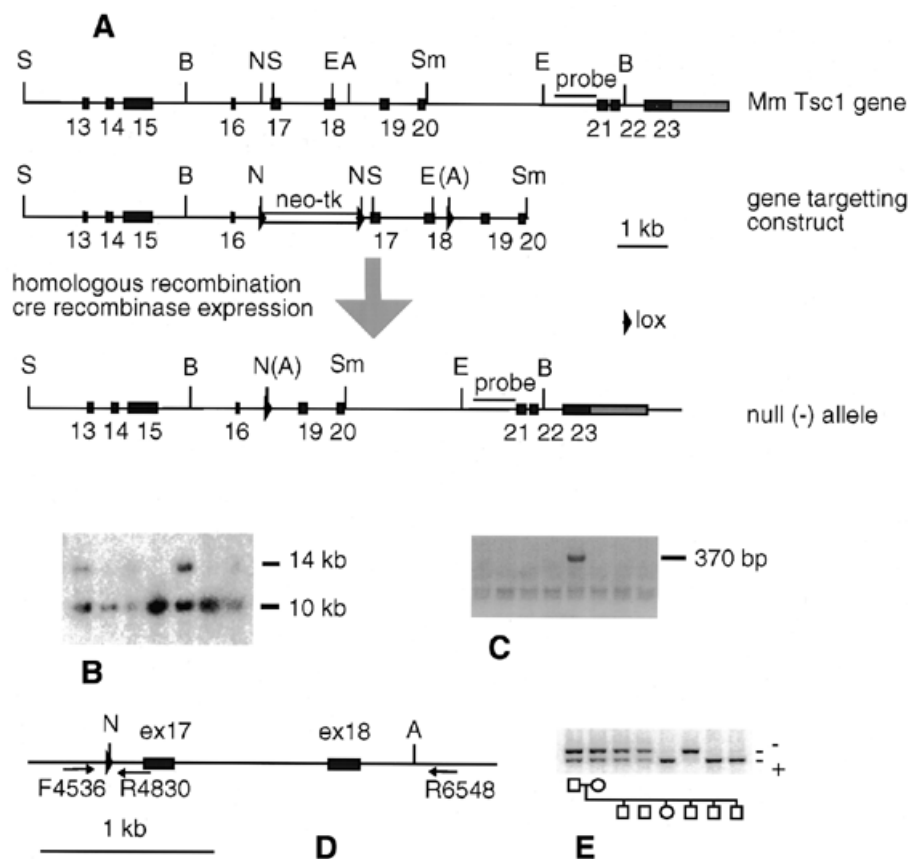 A
S B N S E A Sm E probe B
13 14 15 16 17 18 19 20 21 22 23 Mm Tsc1 gene
S B N neo-tk N S E (A) Sm
13 14 15 16 17 18 19 20
gene targetting
construct
1 kb
homologous recombination
cre recombinase expression
lox
S B N(A) Sm E probe B
13 14 15 16 19 20 21 22 23 null (-) allele
14 kb
10 kb
B
370 bp
C
N ex17 ex18 A
F4536 R4830 R6548
1 kb
D
-
+
E